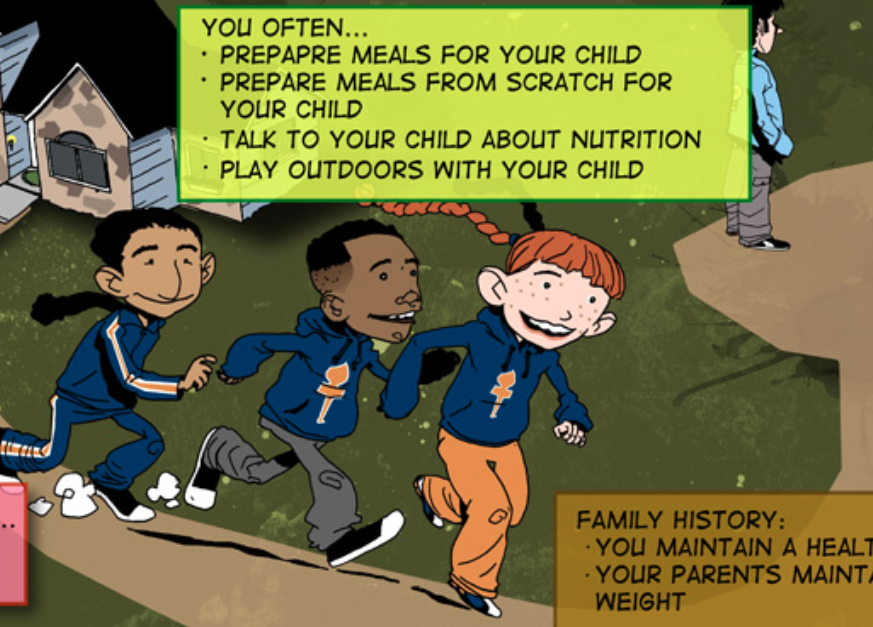 YOU OFTEN...
· PREPAPRE MEALS FOR YOUR CHILD
· PREPARE MEALS FROM SCRATCH FOR
YOUR CHILD
· TALK TO YOUR CHILD ABOUT NUTRITION
· PLAY OUTDOORS WITH YOUR CHILD
..
FAMILY HISTORY:
· YOU MAINTAIN A HEALT
· YOUR PARENTS MAINTA
WEIGHT